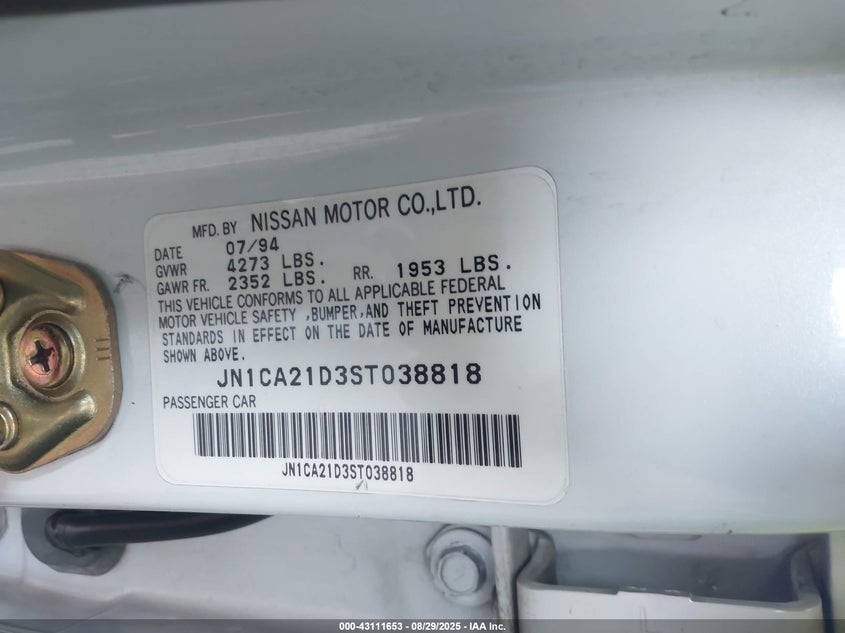 MFD. BY NISSAN MOTOR CO.,LTD.
DATE 07/94
GVWR 4273 LBS.
GAWR FR. 2352 LBS. RR. 1953 LBS.
THIS VEHICLE CONFORMS TO ALL APPLICABLE FEDERAL
MOTOR VEHICLE SAFETY ,BUMPER,AND THEFT PREVENTION
STANDARDS IN EFFECT ON THE DATE OF MANUFACTURE
SHOWN ABOVE.
JN1CA21D3ST038818
PASSENGER CAR
JN1CA21D3ST038818
000-43111653 - 08/29/2025 - IAA Inc.